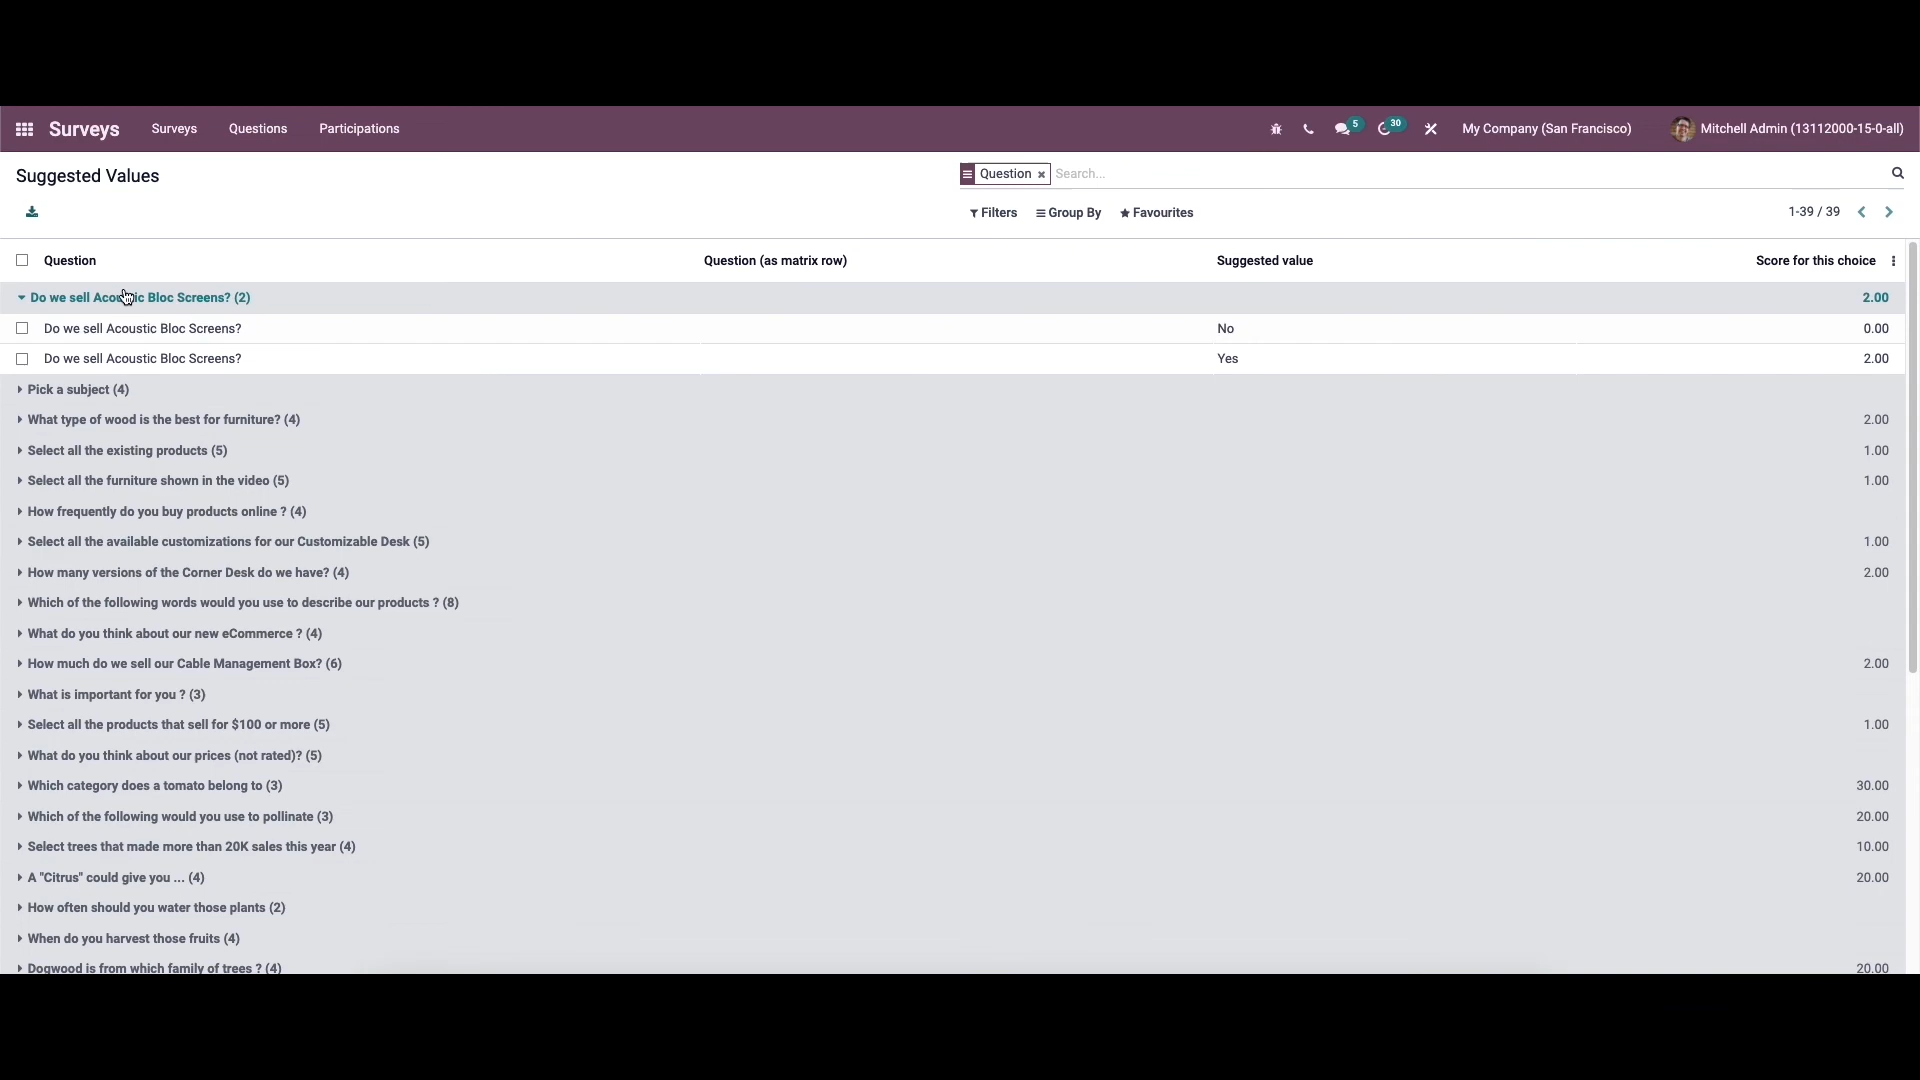 Surveys Surveys Questions Participations 5 30 My Company (San Francisco) Mitchell Admin (13112000-15-0-all)
Suggested Values Question × Search...
Filters Group By Favourites 1-39 / 39
Question Question (as matrix row) Suggested value Score for this choice
Do we sell Acoustic Bloc Screens? (2) 2.00
Do we sell Acoustic Bloc Screens? No 0.00
Do we sell Acoustic Bloc Screens? Yes 2.00
Pick a subject (4)
What type of wood is the best for furniture? (4) 2.00
Select all the existing products (5) 1.00
Select all the furniture shown in the video (5) 1.00
How frequently do you buy products online ? (4)
Select all the available customizations for our Customizable Desk (5) 1.00
How many versions of the Corner Desk do we have? (4) 2.00
Which of the following words would you use to describe our products ? (8)
What do you think about our new eCommerce ? (4)
How much do we sell our Cable Management Box? (6) 2.00
What is important for you ? (3)
Select all the products that sell for $100 or more (5) 1.00
What do you think about our prices (not rated)? (5)
Which category does a tomato belong to (3) 30.00
Which of the following would you use to pollinate (3) 20.00
Select trees that made more than 20K sales this year (4) 10.00
A "Citrus" could give you ... (4) 20.00
How often should you water those plants (2)
When do you harvest those fruits (4)
Dogwood is from which family of trees ? (4) 20.00